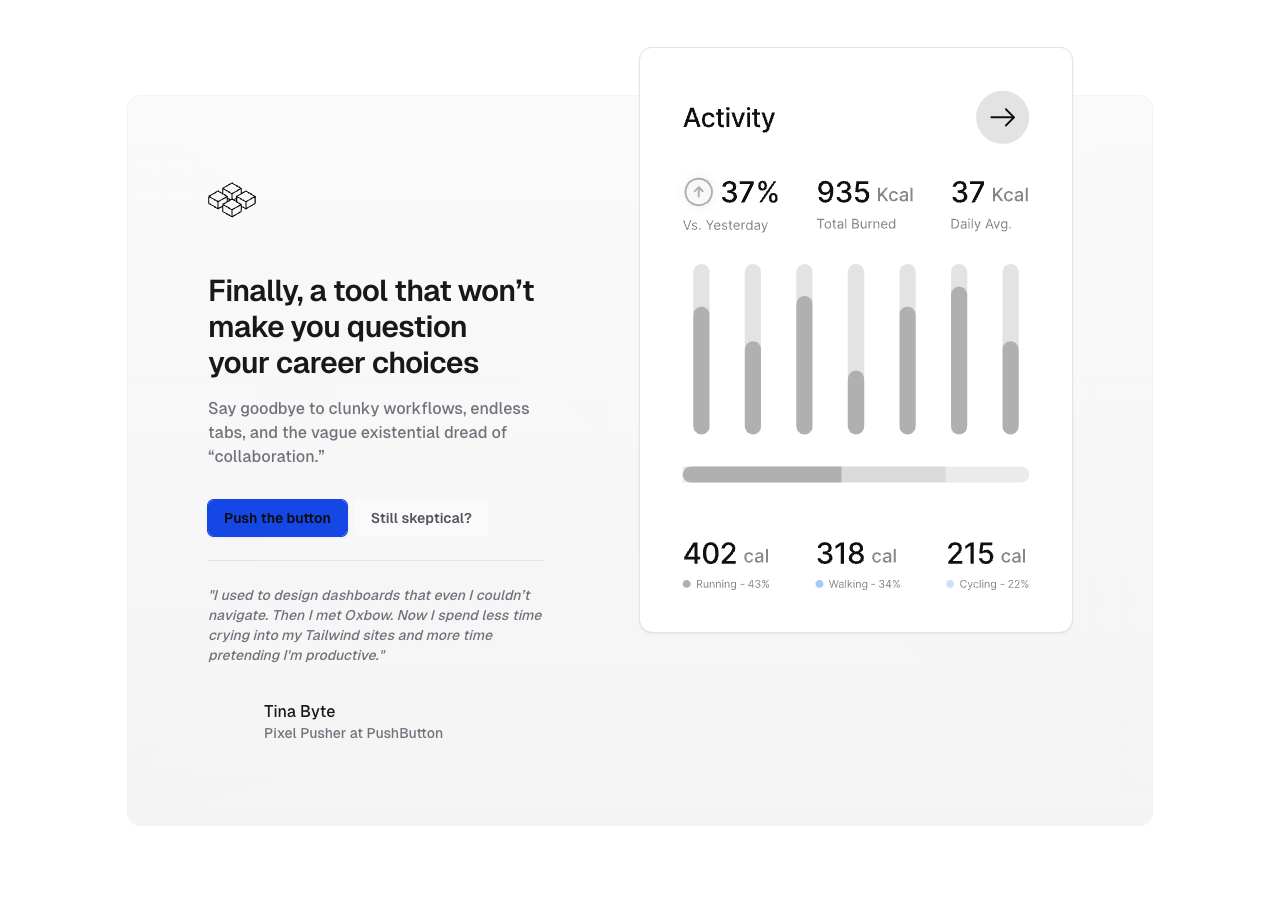 Finally, a tool that won’t
make you question
your career choices
Say goodbye to clunky workflows, endless
tabs, and the vague existential dread of
“collaboration.”
Push the button
Still skeptical?
"I used to design dashboards that even I couldn’t
navigate. Then I met Oxbow. Now I spend less time
crying into my Tailwind sites and more time
pretending I'm productive."
Tina Byte
Pixel Pusher at PushButton
Activity
37%
Vs. Yesterday
935 Kcal
Total Burned
37 Kcal
Daily Avg.
402 cal
Running - 43%
318 cal
Walking - 34%
215 cal
Cycling - 22%